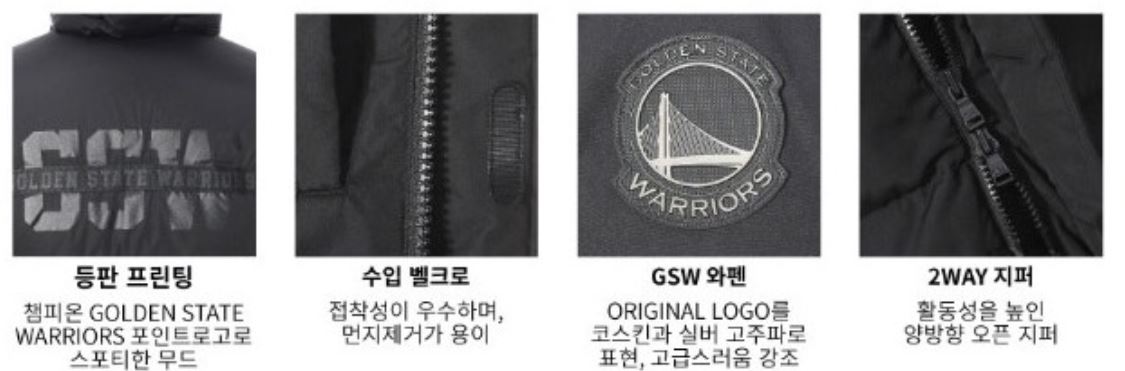 GSW
GOLDEN STATE WARRIORS
GOLDEN STATE
WARRIORS
등판 프린팅
챔피온 GOLDEN STATE
WARRIORS 포인트로고로
스포티한 무드
수입 벨크로
접착성이 우수하며,
먼지제거가 용이
GSW 와펜
ORIGINAL LOGO를
코스킨과 실버 고주파로
표현, 고급스러움 강조
2WAY 지퍼
활동성을 높인
양방향 오픈 지퍼